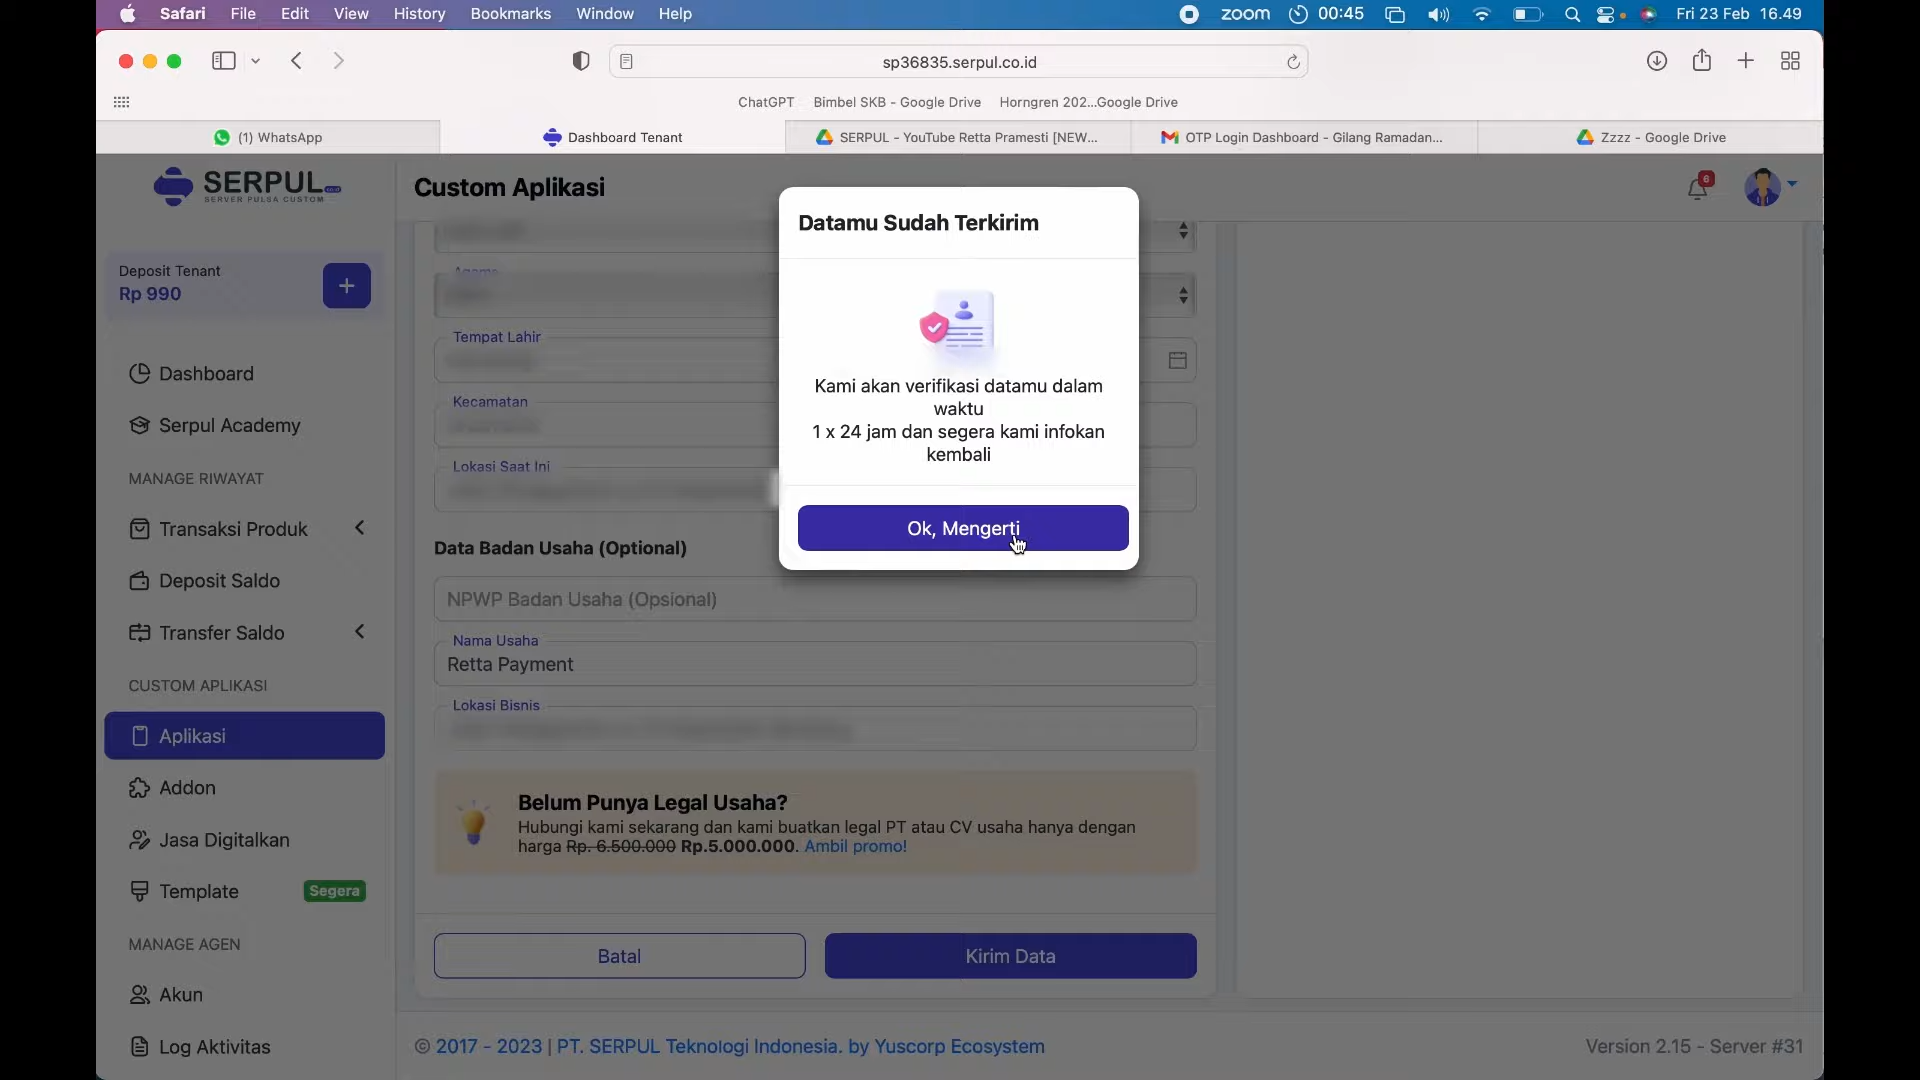 Safari File Edit View History Bookmarks Window Help zoom 00:45 Fri 23 Feb 16.49
sp36835.serpul.co.id
ChatGPT Bimbel SKB - Google Drive Horngren 202...Google Drive
(1) WhatsApp
Dashboard Tenant
SERPUL - YouTube Retta Pramesti [NEW...
OTP Login Dashboard - Gilang Ramadan...
Zzzz - Google Drive
SERPUL.co.id
SERVER PULSA CUSTOM
Custom Aplikasi
6
Deposit Tenant
Rp 990
+
Dashboard
Serpul Academy
MANAGE RIWAYAT
Transaksi Produk
Deposit Saldo
Transfer Saldo
CUSTOM APLIKASI
Aplikasi
Addon
Jasa Digitalkan
Template Segera
MANAGE AGEN
Akun
Log Aktivitas
Agama
Tempat Lahir
Kecamatan
Lokasi Saat Ini
Data Badan Usaha (Optional)
NPWP Badan Usaha (Opsional)
Nama Usaha
Retta Payment
Lokasi Bisnis
Belum Punya Legal Usaha?
Hubungi kami sekarang dan kami buatkan legal PT atau CV usaha hanya dengan
harga Rp. 6.500.000 Rp.5.000.000. Ambil promo!
Batal
Kirim Data
Datamu Sudah Terkirim
Kami akan verifikasi datamu dalam
waktu
1 x 24 jam dan segera kami infokan
kembali
Ok, Mengerti
© 2017 - 2023 | PT. SERPUL Teknologi Indonesia. by Yuscorp Ecosystem
Version 2.15 - Server #31